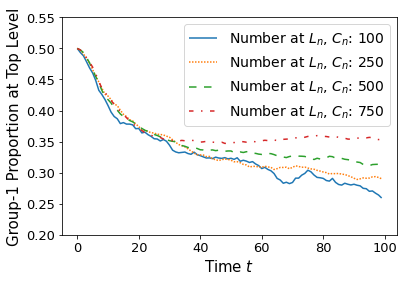 Group-1 Proportion at Top Level
0.55
0.50
0.45
0.40
0.35
0.30
0.25
0.20
Number at Lₙ, Cₙ: 100
Number at Lₙ, Cₙ: 250
Number at Lₙ, Cₙ: 500
Number at Lₙ, Cₙ: 750
0 20 40 60 80 100
Time t